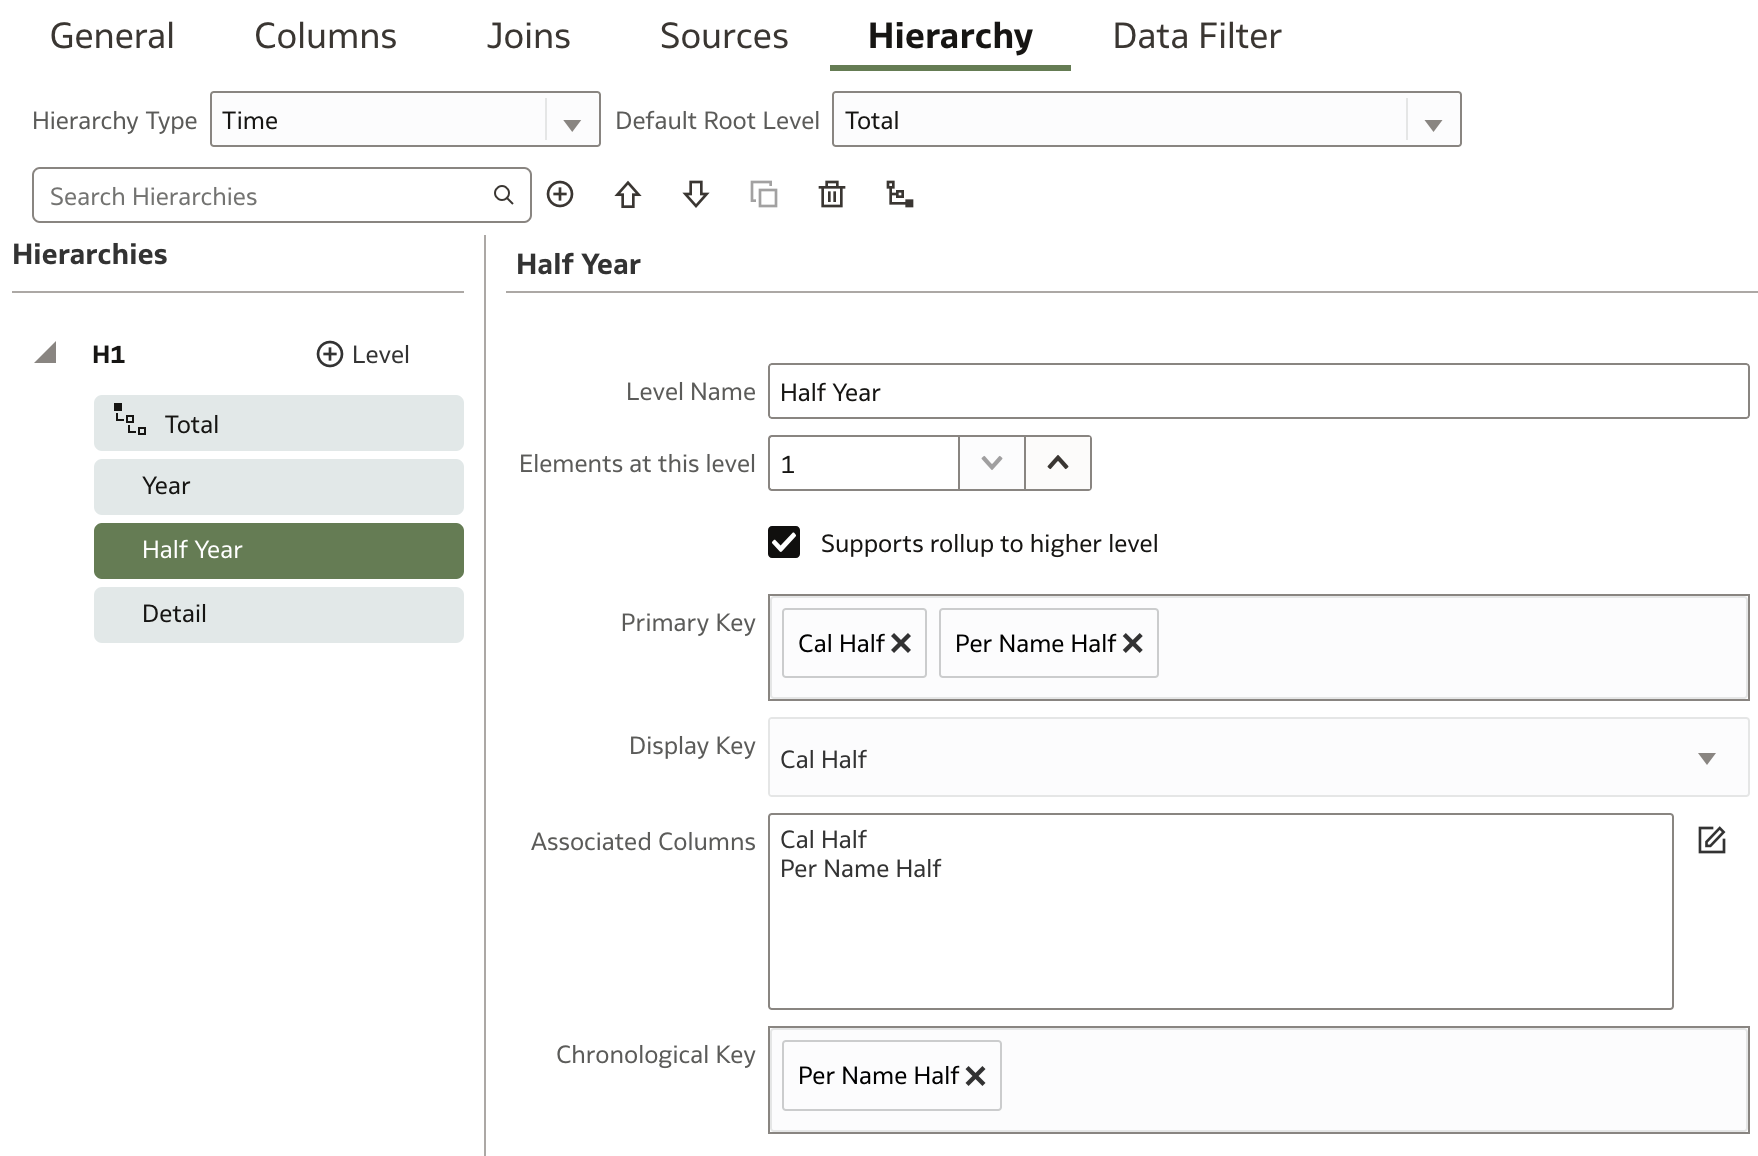 General Columns Joins Sources Hierarchy Data Filter
Hierarchy Type Time Default Root Level Total
Search Hierarchies
Hierarchies
H1 Level
Total
Year
Half Year
Detail
Half Year
Level Name Half Year
Elements at this level 1
Supports rollup to higher level
Primary Key Cal Half Per Name Half
Display Key Cal Half
Associated Columns Cal Half
Per Name Half
Chronological Key Per Name Half